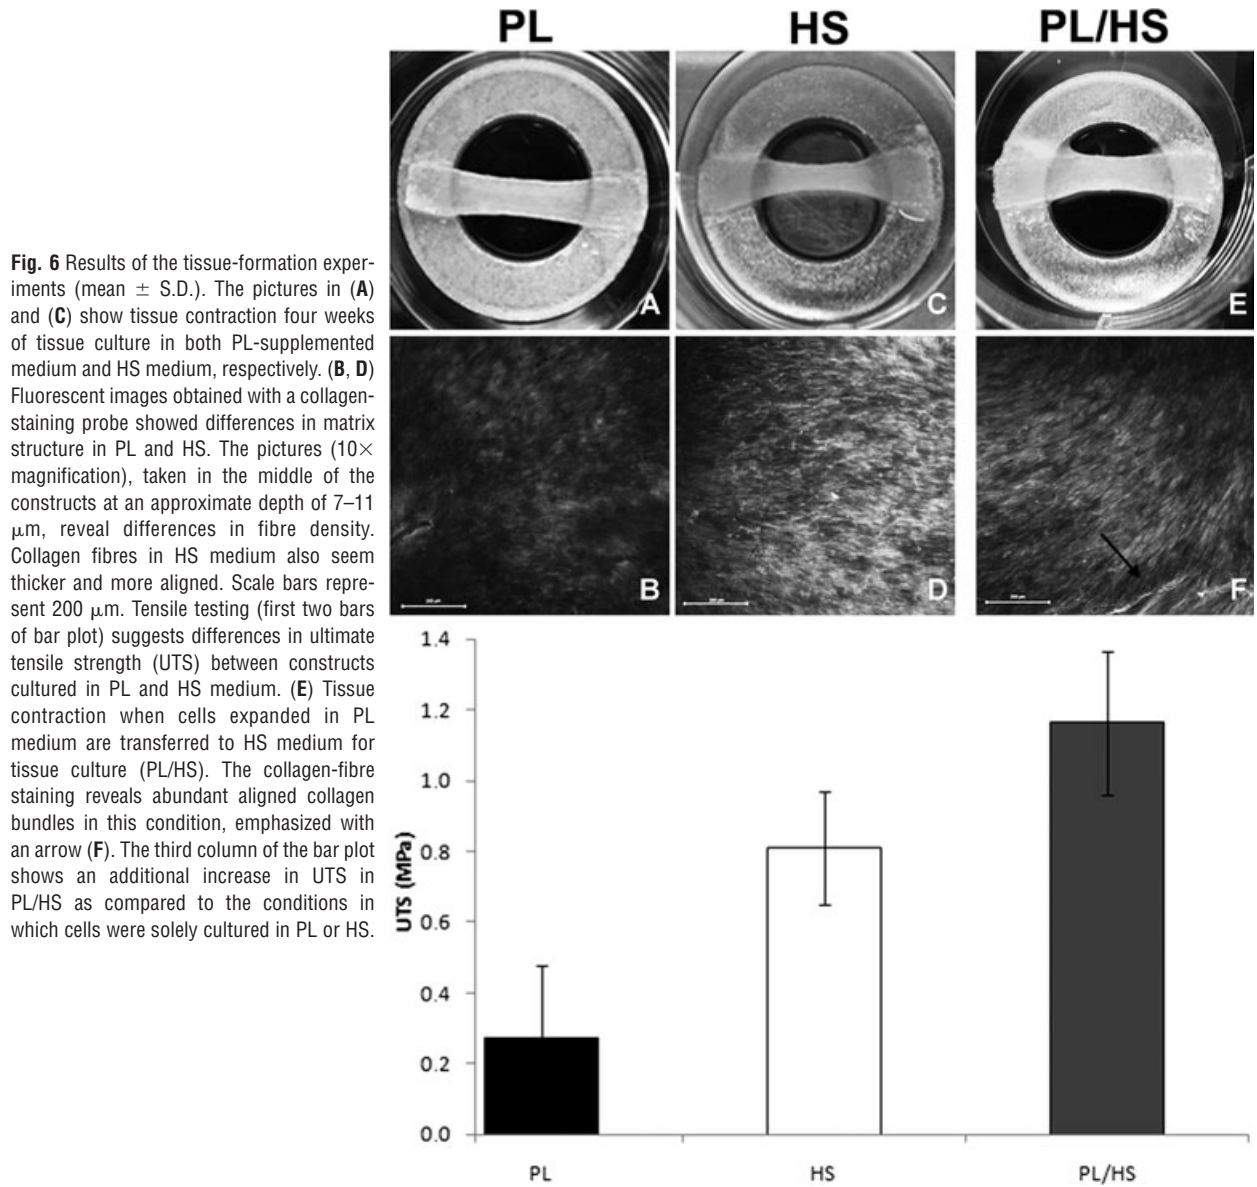 PL
HS
PL/HS
A
C
E
B
D
F
Fig. 6 Results of the tissue-formation exper-
iments (mean ± S.D.). The pictures in (A)
and (C) show tissue contraction four weeks
of tissue culture in both PL-supplemented
medium and HS medium, respectively. (B, D)
Fluorescent images obtained with a collagen-
staining probe showed differences in matrix
structure in PL and HS. The pictures (10×
magnification), taken in the middle of the
constructs at an approximate depth of 7–11
μm, reveal differences in fibre density.
Collagen fibres in HS medium also seem
thicker and more aligned. Scale bars repre-
sent 200 μm. Tensile testing (first two bars
of bar plot) suggests differences in ultimate
tensile strength (UTS) between constructs
cultured in PL and HS medium. (E) Tissue
contraction when cells expanded in PL
medium are transferred to HS medium for
tissue culture (PL/HS). The collagen-fibre
staining reveals abundant aligned collagen
bundles in this condition, emphasized with
an arrow (F). The third column of the bar plot
shows an additional increase in UTS in
PL/HS as compared to the conditions in
which cells were solely cultured in PL or HS.
UTS (MPa)
1.4
1.2
1.0
0.8
0.6
0.4
0.2
0.0
PL
HS
PL/HS